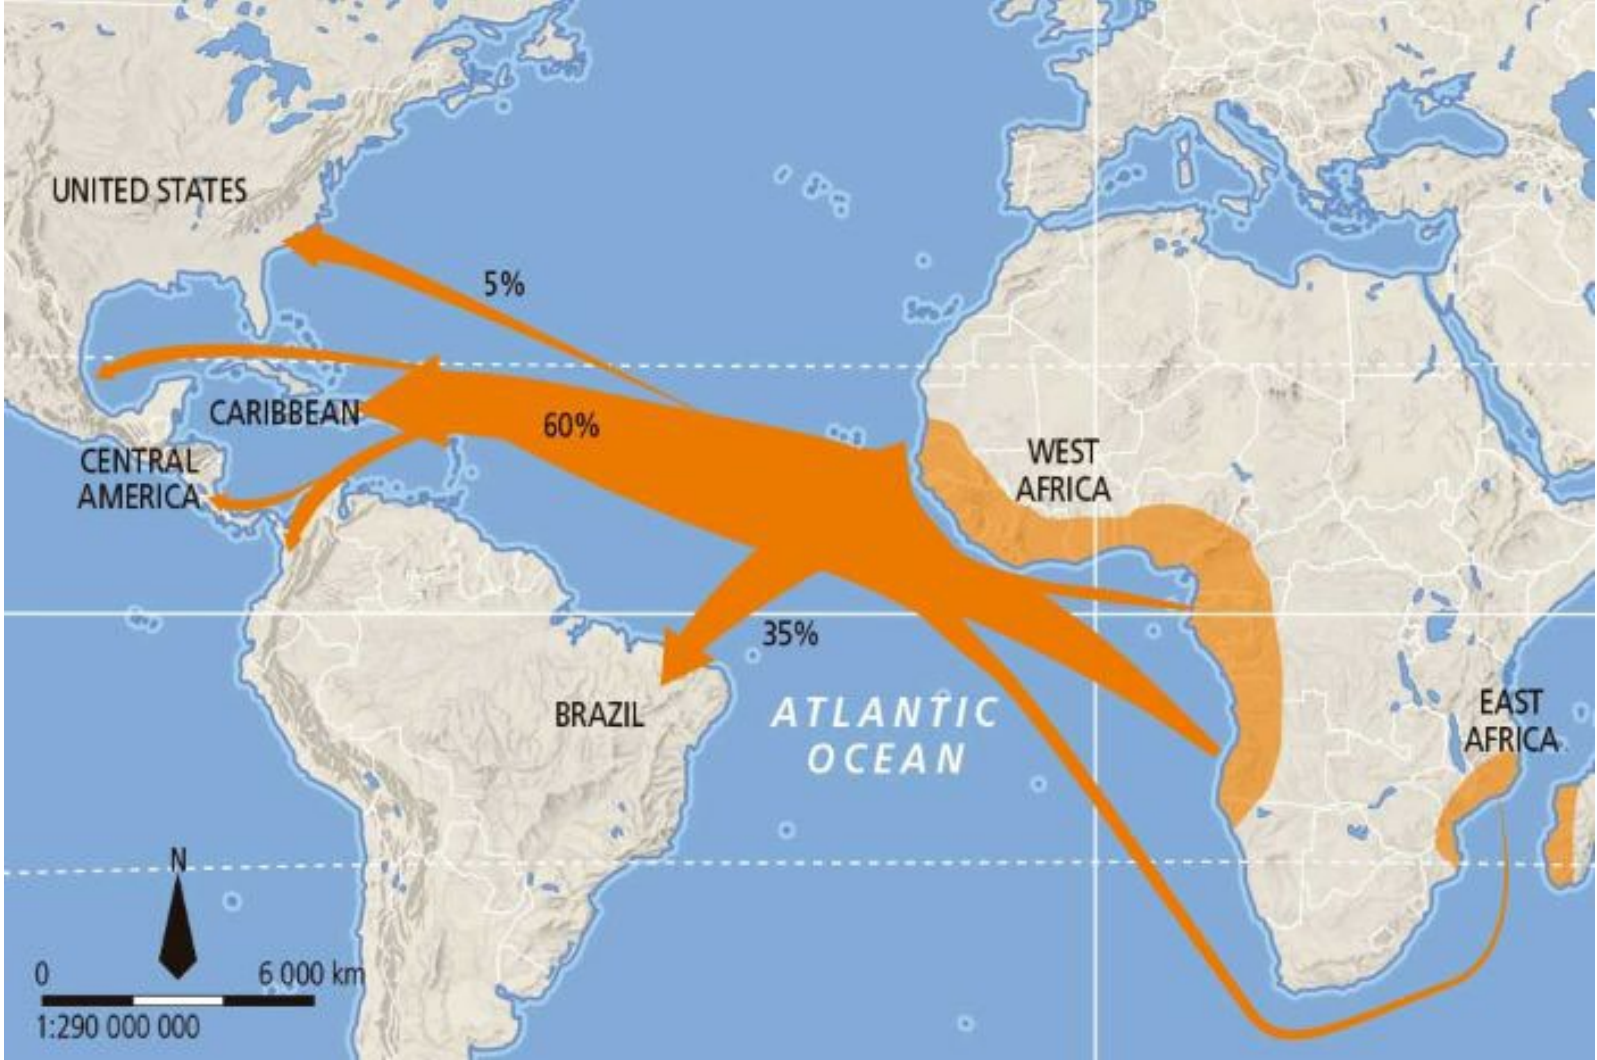 UNITED STATES
5%
CARIBBEAN
60%
CENTRAL
AMERICA
WEST
AFRICA
35%
BRAZIL
ATLANTIC
OCEAN
EAST
AFRICA
N
0 6 000 km
1:290 000 000